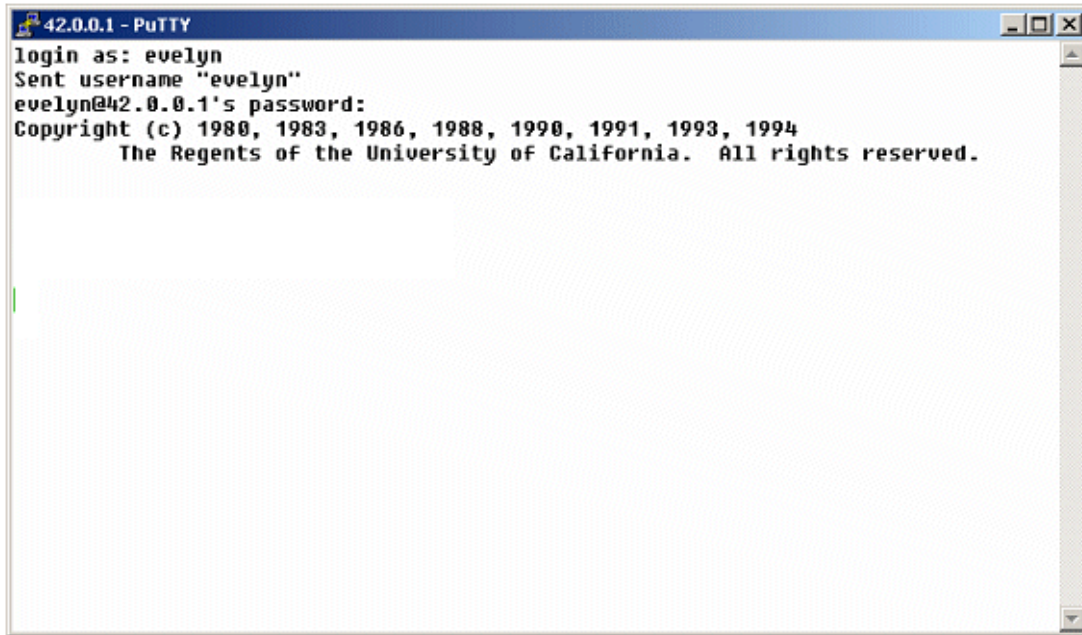 42.0.0.1 - PuTTY
login as: evelyn
Sent username "evelyn"
evelyn@42.0.0.1's password:
Copyright (c) 1980, 1983, 1986, 1988, 1990, 1991, 1993, 1994
The Regents of the University of California.  All rights reserved.